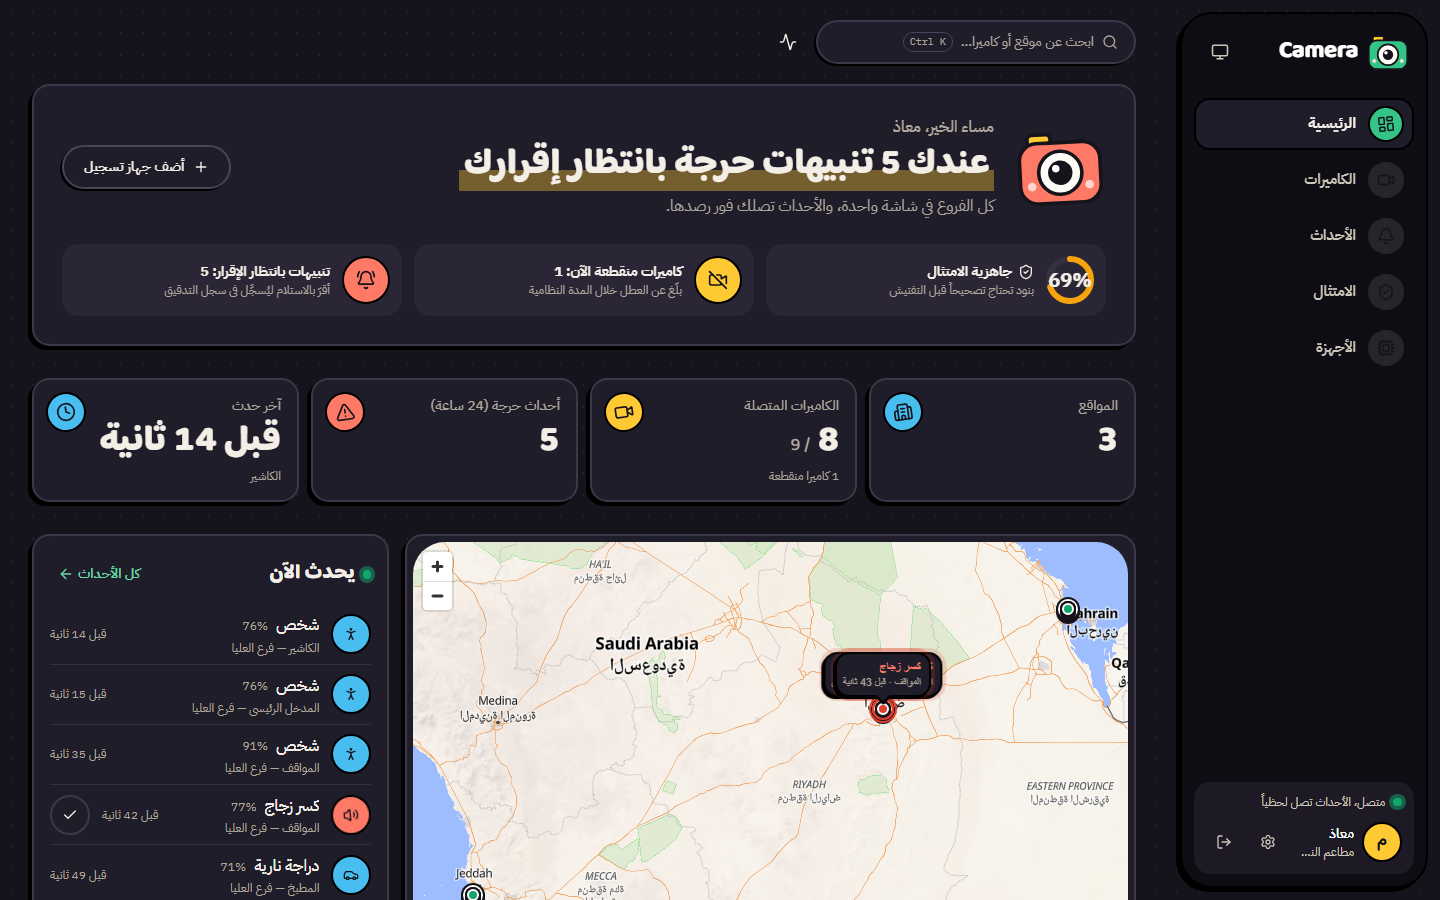 Camera
الرئيسية
الكاميرات
الأحداث
الامتثال
الأجهزة
متصل، الأحداث تصل لحظياً
م
معاذ
مطاعم الذ...
ابحث عن موقع أو كاميرا...
Ctrl K
مساء الخير، معاذ
عندك 5 تنبيهات حرجة بانتظار إقرارك
كل الفروع في شاشة واحدة، والأحداث تصلك فور رصدها.
+ أضف جهاز تسجيل
69%
جاهزية الامتثال
بنود تحتاج تصحيحاً قبل التفتيش
كاميرات منقطعة الآن: 1
بلّغ عن العطل خلال المدة النظامية
تنبيهات بانتظار الإقرار: 5
أقرّ بالاستلام ليُسجَّل في سجل التدقيق
المواقع
3
الكاميرات المتصلة
8 / 9
1 كاميرا منقطعة
أحداث حرجة (24 ساعة)
5
آخر حدث
قبل 14 ثانية
الكاشير
+
−
HA'IL
منطقة حائل
Saudi Arabia
السعودية
Medina
المدينة المنورة
ahrain
البحرين
Qa
كسر زجاج
المواقف · قبل 43 ثانية
RIYADH
منطقة الرياض
EASTERN PROVINCE
المنطقة الشرقية
Jeddah
MECCA
منطقة مكة
يحدث الآن
كل الأحداث ←
شخص 76%
الكاشير — فرع العليا
قبل 14 ثانية
شخص 76%
المدخل الرئيسي — فرع العليا
قبل 15 ثانية
شخص 91%
المواقف — فرع العليا
قبل 35 ثانية
كسر زجاج 77%
المواقف — فرع العليا
قبل 42 ثانية
دراجة نارية 71%
المطبخ — فرع العليا
قبل 49 ثانية